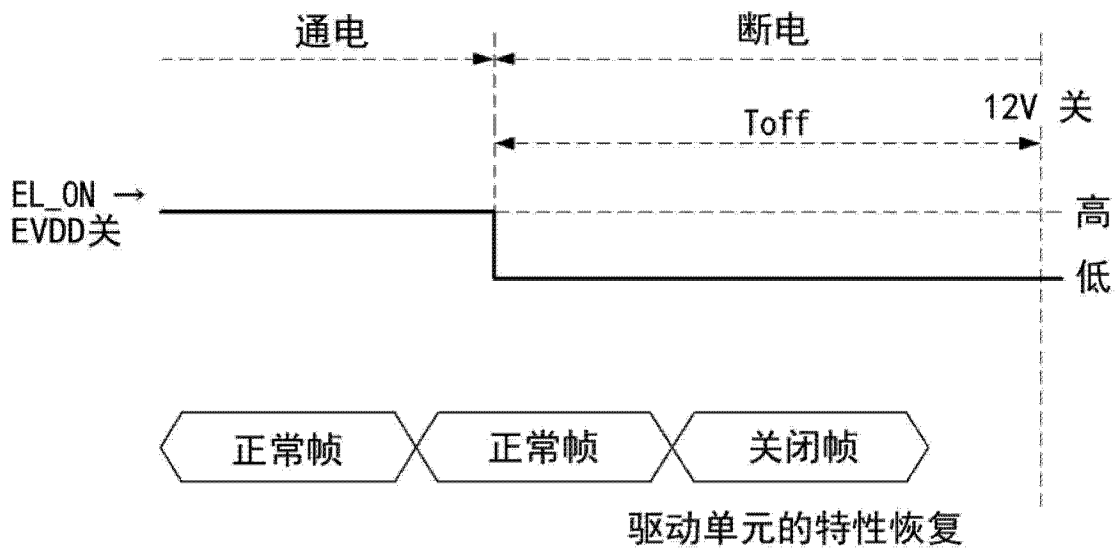 通电
断电
12V 关
Toff
EL_ON →
EVDD关
高
低
正常帧
正常帧
关闭帧
驱动单元的特性恢复